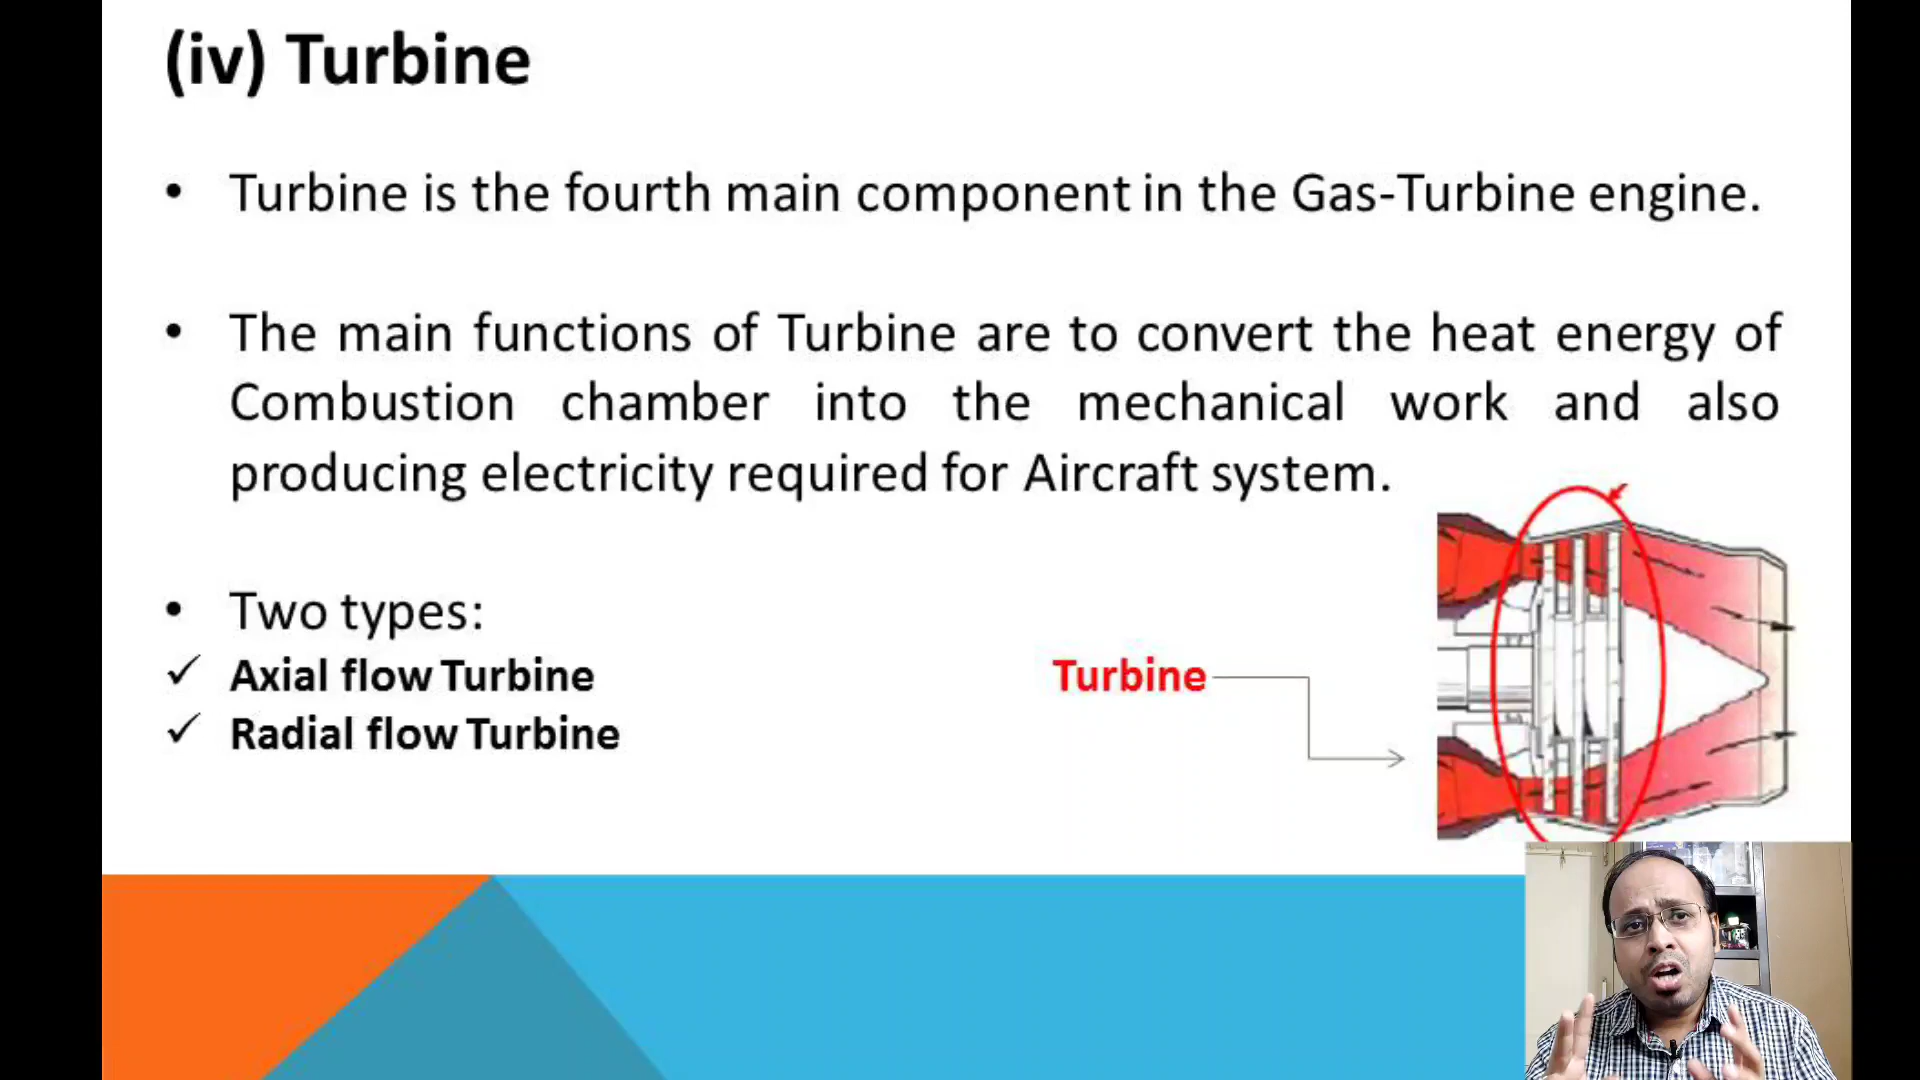 (iv) Turbine
• Turbine is the fourth main component in the Gas-Turbine engine.
• The main functions of Turbine are to convert the heat energy of
Combustion chamber into the mechanical work and also
producing electricity required for Aircraft system.
• Two types:
✓ Axial flow Turbine
✓ Radial flow Turbine
Turbine